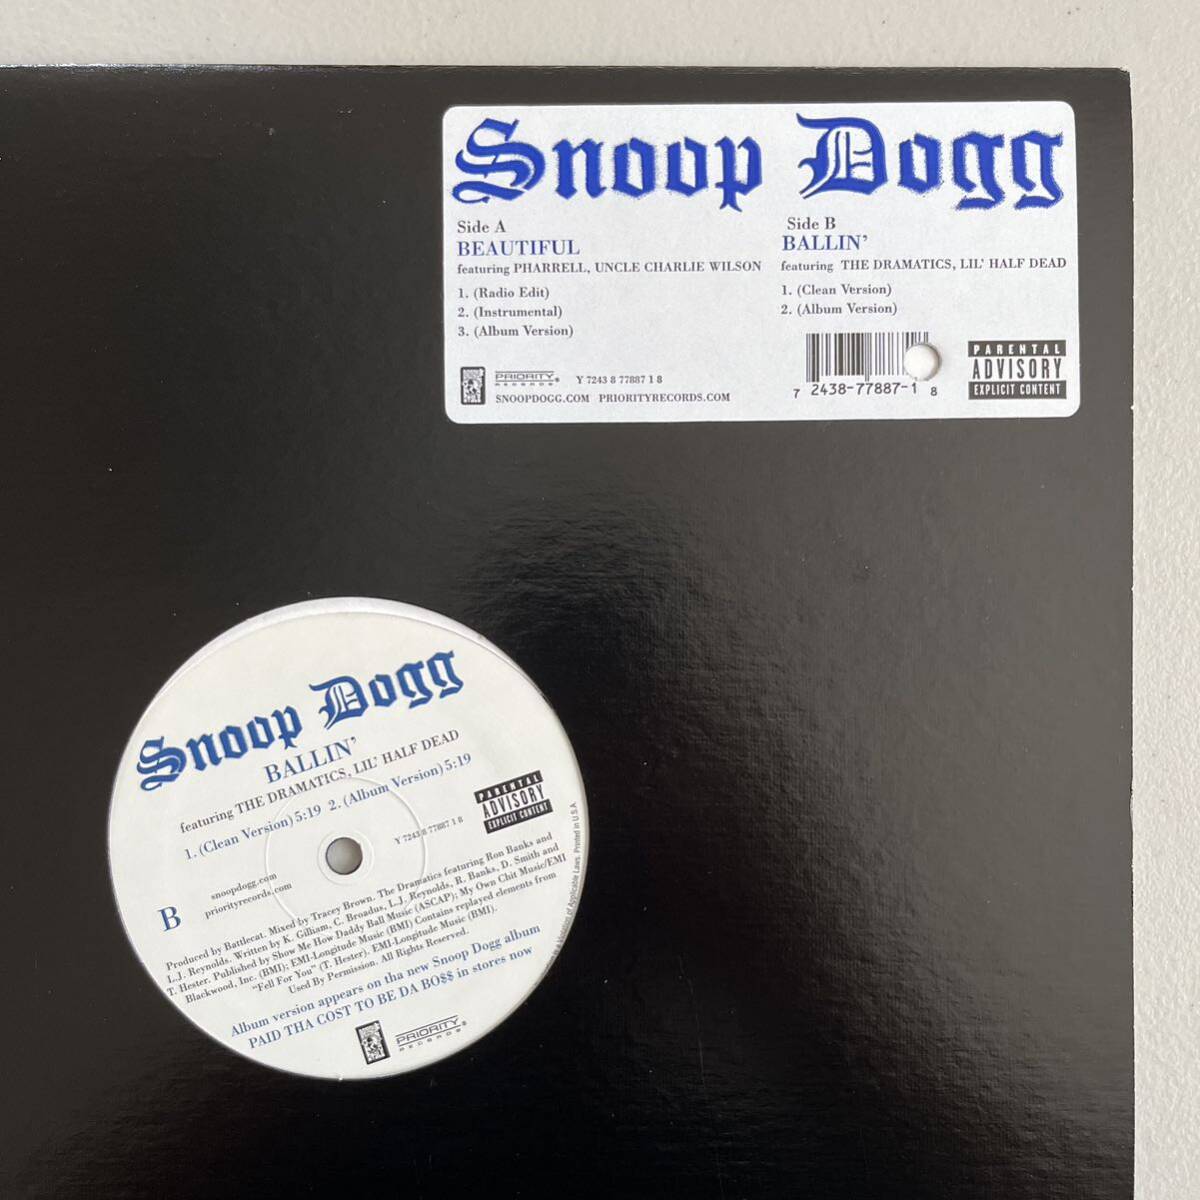 Snoop Dogg
Side A
BEAUTIFUL
featuring PHARRELL, UNCLE CHARLIE WILSON
1. (Radio Edit)
2. (Instrumental)
3. (Album Version)
Side B
BALLIN'
featuring THE DRAMATICS, LIL' HALF DEAD
1. (Clean Version)
2. (Album Version)
PRIORITY
RECORDS
Y 7243 8 77887 1 8
SNOOPDOGG.COM PRIORITYRECORDS.COM
7 2438-77887-1 8
PARENTAL
ADVISORY
EXPLICIT CONTENT
Snoop Dogg
BALLIN'
featuring THE DRAMATICS, LIL' HALF DEAD
1. (Clean Version) 5:19 2. (Album Version) 5:19
PARENTAL
ADVISORY
EXPLICIT CONTENT
Y 7243 8 77887 1 8
snoopdogg.com
priorityrecords.com
B
Produced by Battlecat. Mixed by Tracey Brown. The Dramatics featuring Ron Banks and
L.J. Reynolds. Written by K. Gilliam, C. Broadus, L.J. Reynolds, R. Banks, D. Smith and
T. Hester. Published by Show Me How Daddy Ball Music (ASCAP); My Own Chit Music/EMI
Blackwood, Inc. (BMI); EMI-Longitude Music (BMI) Contains replayed elements from
"Fell For You" (T. Hester). EMI-Longitude Music (BMI).
Used By Permission. All Rights Reserved.
Album version appears on tha new Snoop Dogg album
PAID THA COST TO BE DA BO$$ in stores now
PRIORITY
RECORDS
of Applicable Laws. Printed in U.S.A.